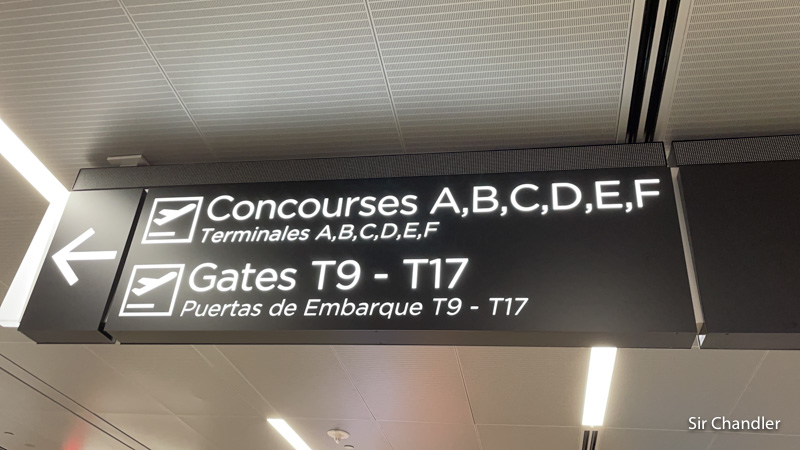 Concourses A,B,C,D,E,F
Terminales A,B,C,D,E,F
Gates T9 - T17
Puertas de Embarque T9 - T17
Sir Chandler